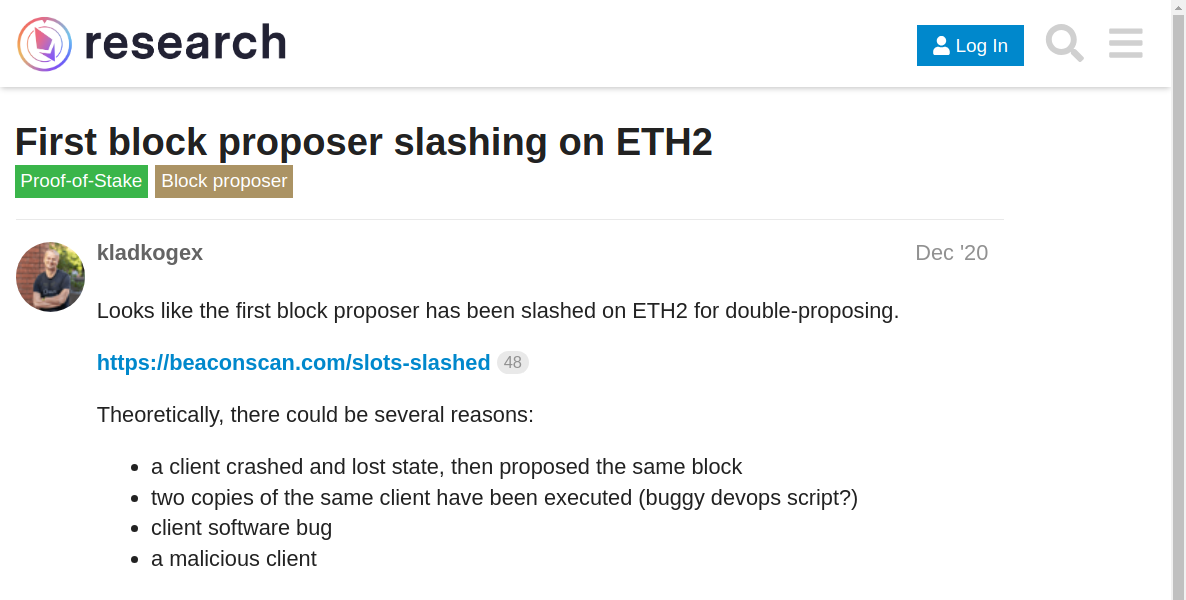 research
Log In
First block proposer slashing on ETH2
Proof-of-Stake Block proposer
kladkogex Dec '20
Looks like the first block proposer has been slashed on ETH2 for double-proposing.
https://beaconscan.com/slots-slashed 48
Theoretically, there could be several reasons:
• a client crashed and lost state, then proposed the same block
• two copies of the same client have been executed (buggy devops script?)
• client software bug
• a malicious client